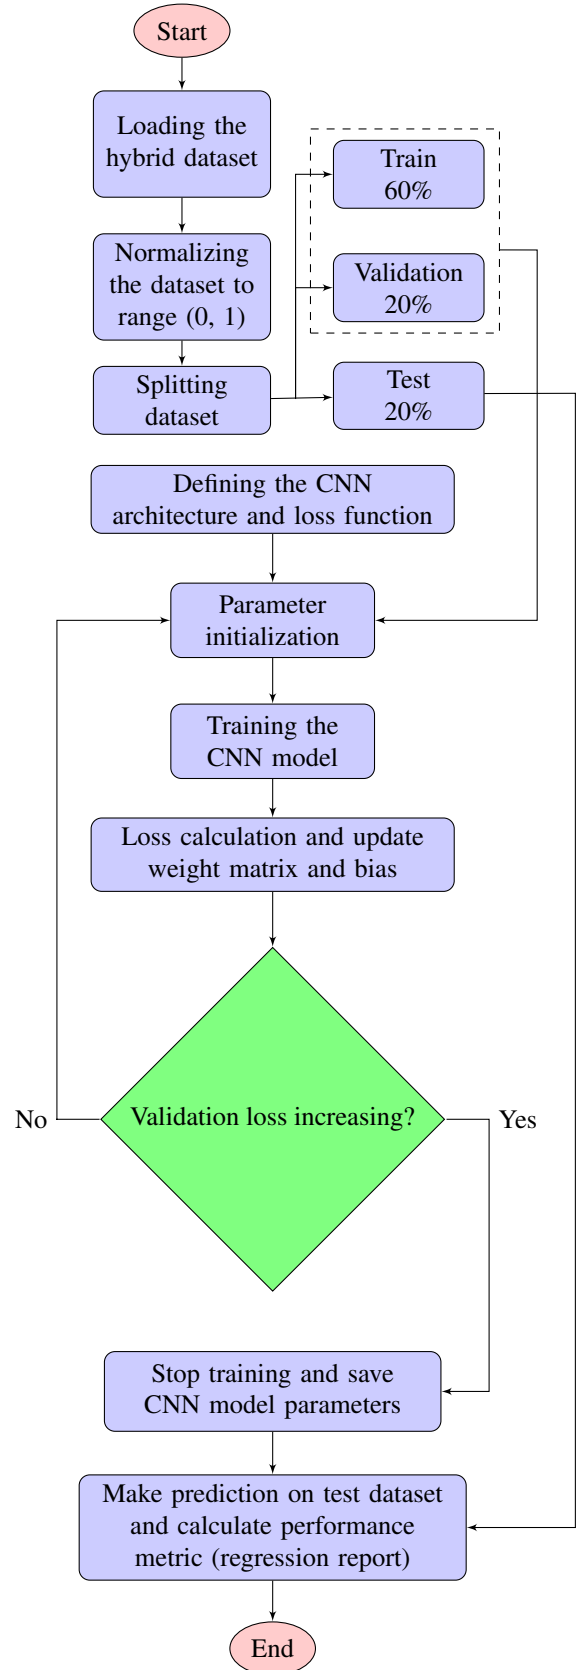 Start
Loading the
hybrid dataset
Normalizing
the dataset to
range (0, 1)
Splitting
dataset
Train
60%
Validation
20%
Test
20%
Defining the CNN
architecture and loss function
Parameter
initialization
Training the
CNN model
Loss calculation and update
weight matrix and bias
No
Validation loss increasing?
Yes
Stop training and save
CNN model parameters
Make prediction on test dataset
and calculate performance
metric (regression report)
End